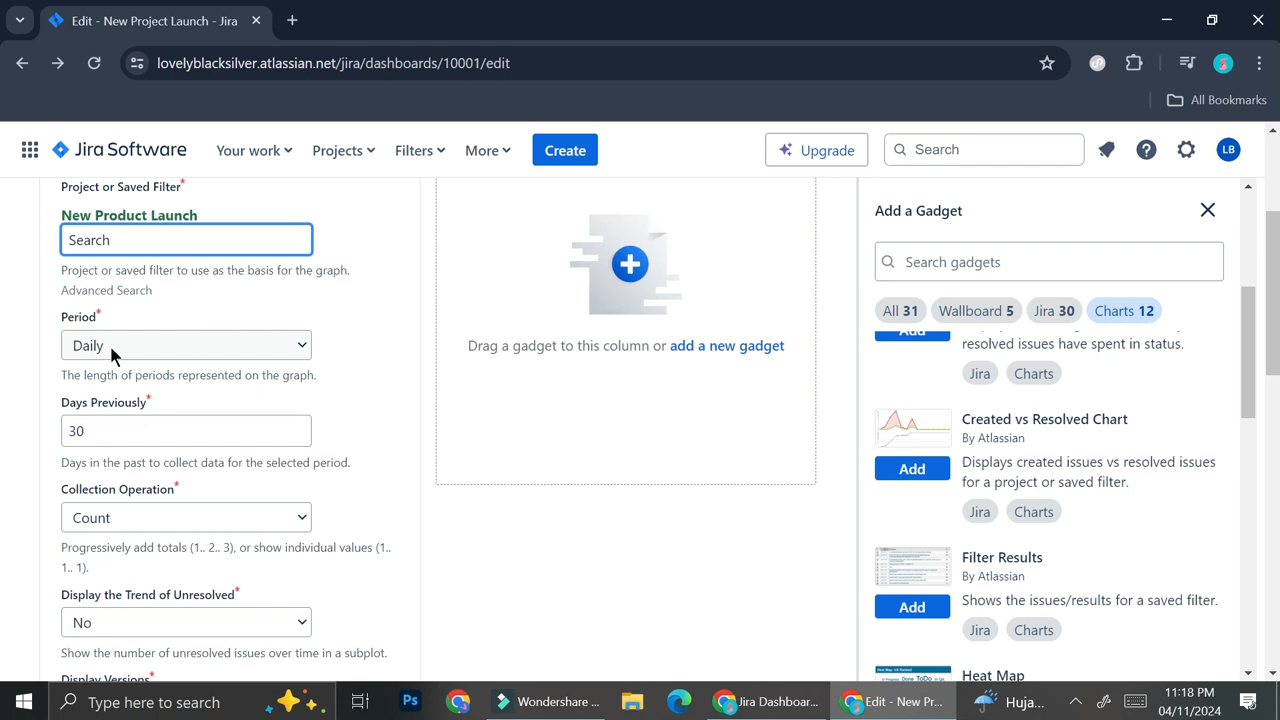 Edit - New Project Launch - Jira
lovelyblacksilver.atlassian.net/jira/dashboards/10001/edit
All Bookmarks
Jira Software
Your work
Projects
Filters
More
Create
Upgrade
Search
LB
Project or Saved Filter*
New Product Launch
Search
Project or saved filter to use as the basis for the graph.
Advanced Search
Period*
Daily
The length of periods represented on the graph.
Days Previously*
30
Days in the past to collect data for the selected period.
Collection Operation*
Count
Progressively add totals (1.. 2.. 3), or show individual values (1..
1.. 1).
Display the Trend of Unresolved*
No
Show the number of unresolved issues over time in a subplot.
Display Versions*
Drag a gadget to this column or add a new gadget
Add a Gadget
Search gadgets
All 31
Wallboard 5
Jira 30
Charts 12
Add
resolved issues have spent in status.
Jira
Charts
Created vs Resolved Chart
By Atlassian
Add
Displays created issues vs resolved issues
for a project or saved filter.
Jira
Charts
Filter Results
By Atlassian
Add
Shows the issues/results for a saved filter.
Jira
Charts
Heat Map
Type here to search
Ps
Wondershare ...
Jira Dashboar...
Edit - New Pr...
Huja...
11:18 PM
04/11/2024